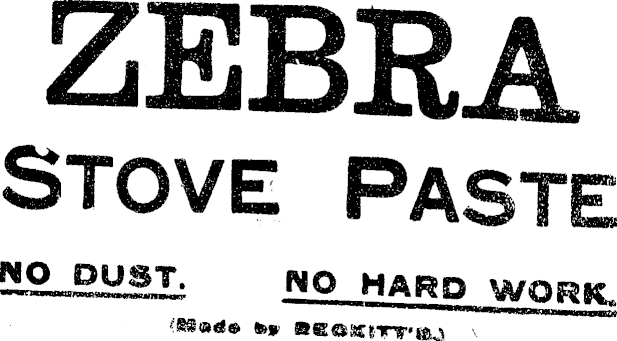 ZEBRA
STOVE PASTE
NO DUST. NO HARD WORK.
(Made by RECKITT'S.)